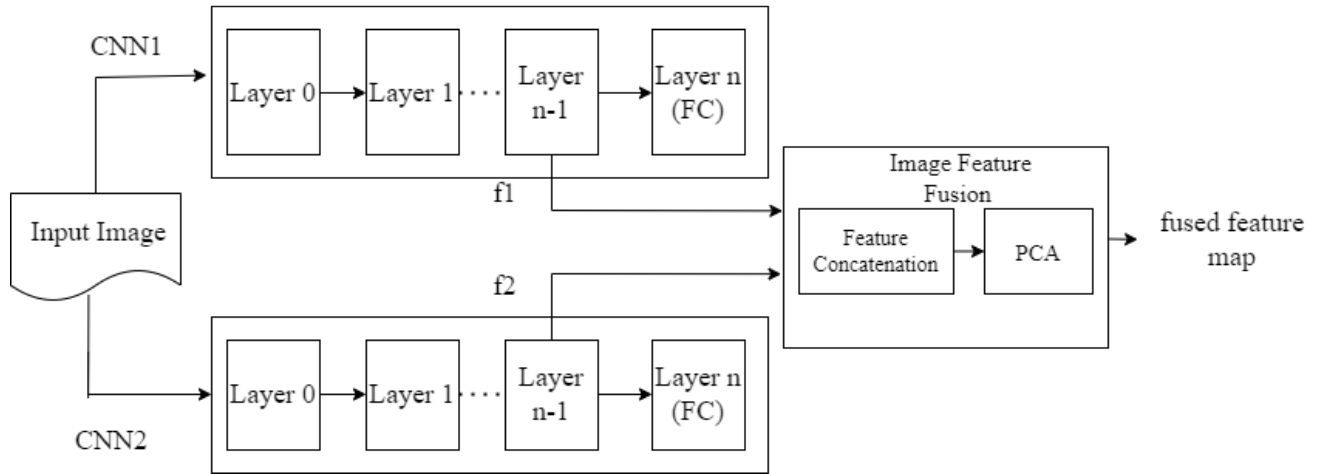 CNN1
Layer 0
Layer 1
....
Layer
n-1
Layer n
(FC)
f1
Input Image
Image Feature
Fusion
Feature
Concatenation
PCA
fused feature
map
f2
CNN2
Layer 0
Layer 1
....
Layer
n-1
Layer n
(FC)